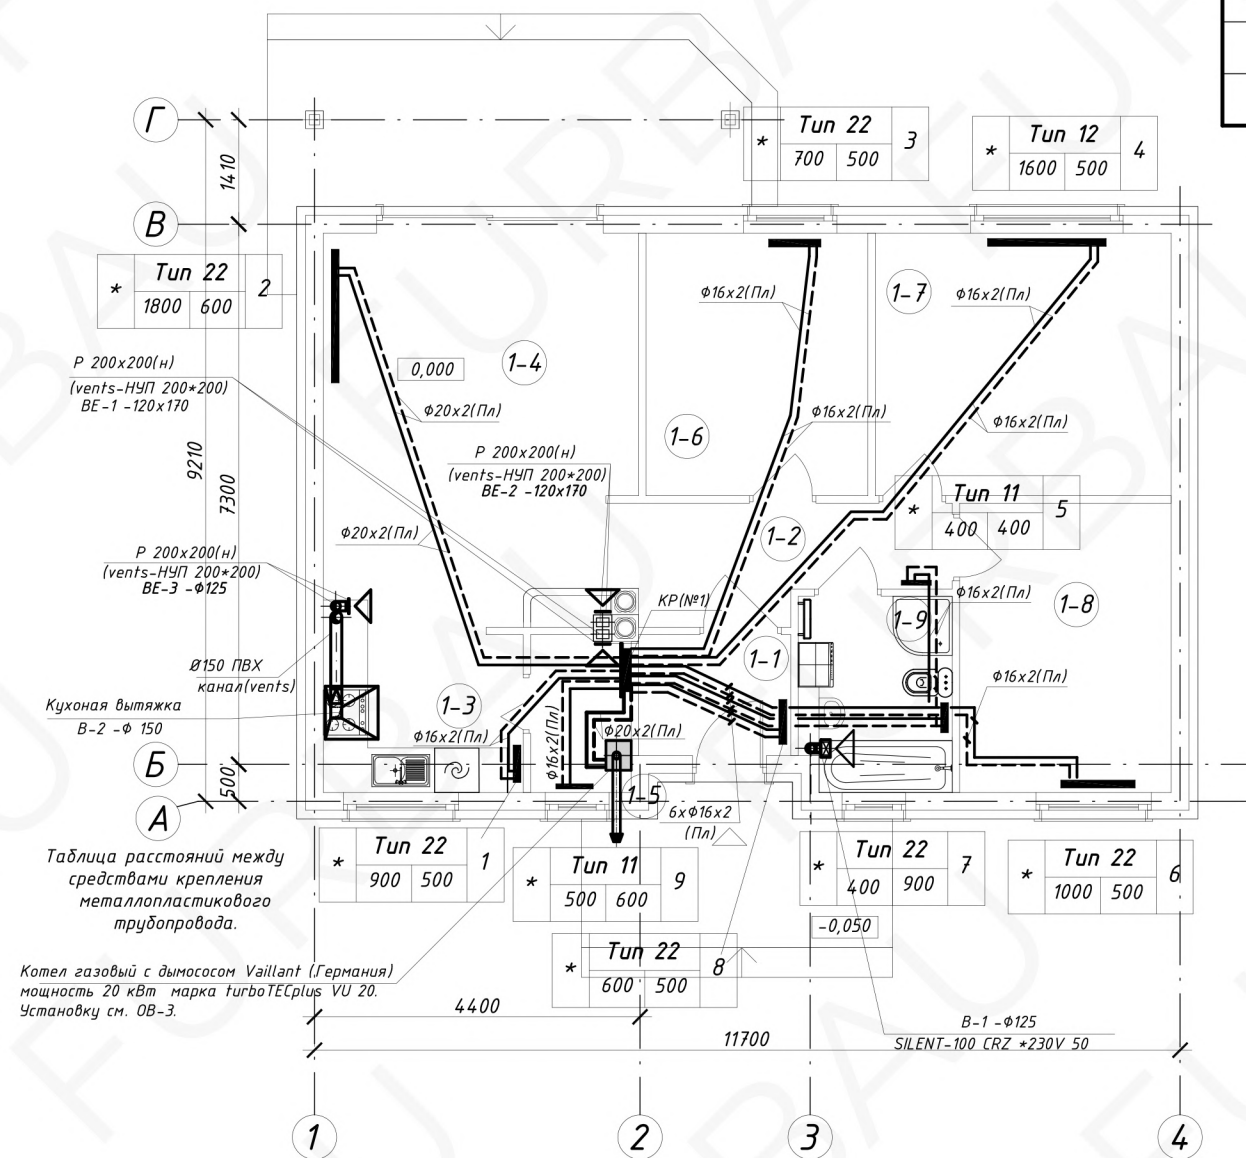 Г
Тип 22
*
3
700
500
Тип 12
*
4
1600
500
1410
В
Тип 22
*
2
1800
600
Ф16х2(Пл)
1-7
Ф16х2(Пл)
Р 200х200(н)
(vents-НУП 200*200)
ВЕ-1 -120х170
0,000
1-4
Ф20х2(Пл)
Ф16х2(Пл)
Ф16х2(Пл)
1-6
9210
7300
Р 200х200(н)
(vents-НУП 200*200)
ВЕ-2 -120х170
Тип 11
*
5
400
400
Ф20х2(Пл)
1-2
Р 200х200(н)
(vents-НУП 200*200)
ВЕ-3 -Ф125
КР(№1)
Ф16х2(Пл)
1-8
1-9
Ø150 ПВХ
канал(vents)
1-1
Ф16х2(Пл)
Кухоная вытяжка
В-2 -Ф 150
1-3
Ф16х2(Пл)
Ф16х2(Пл)
Ф20х2(Пл)
Б
500
А
1-5
6хФ16х2
(Пл)
Таблица расстояний между
средствами крепления
металлопластикового
трубопровода.
Тип 22
*
1
900
500
Тип 11
*
9
500
600
Тип 22
*
7
400
900
Тип 22
*
6
1000
500
-0,050
Тип 22
*
8
600
500
Котел газовый с дымососом Vaillant (Германия)
мощность 20 кВт марка turboTECplus VU 20.
Установку см. ОВ-3.
4400
11700
В-1 -Ф125
SILENT-100 CRZ *230V 50
1
2
3
4
FURBAU